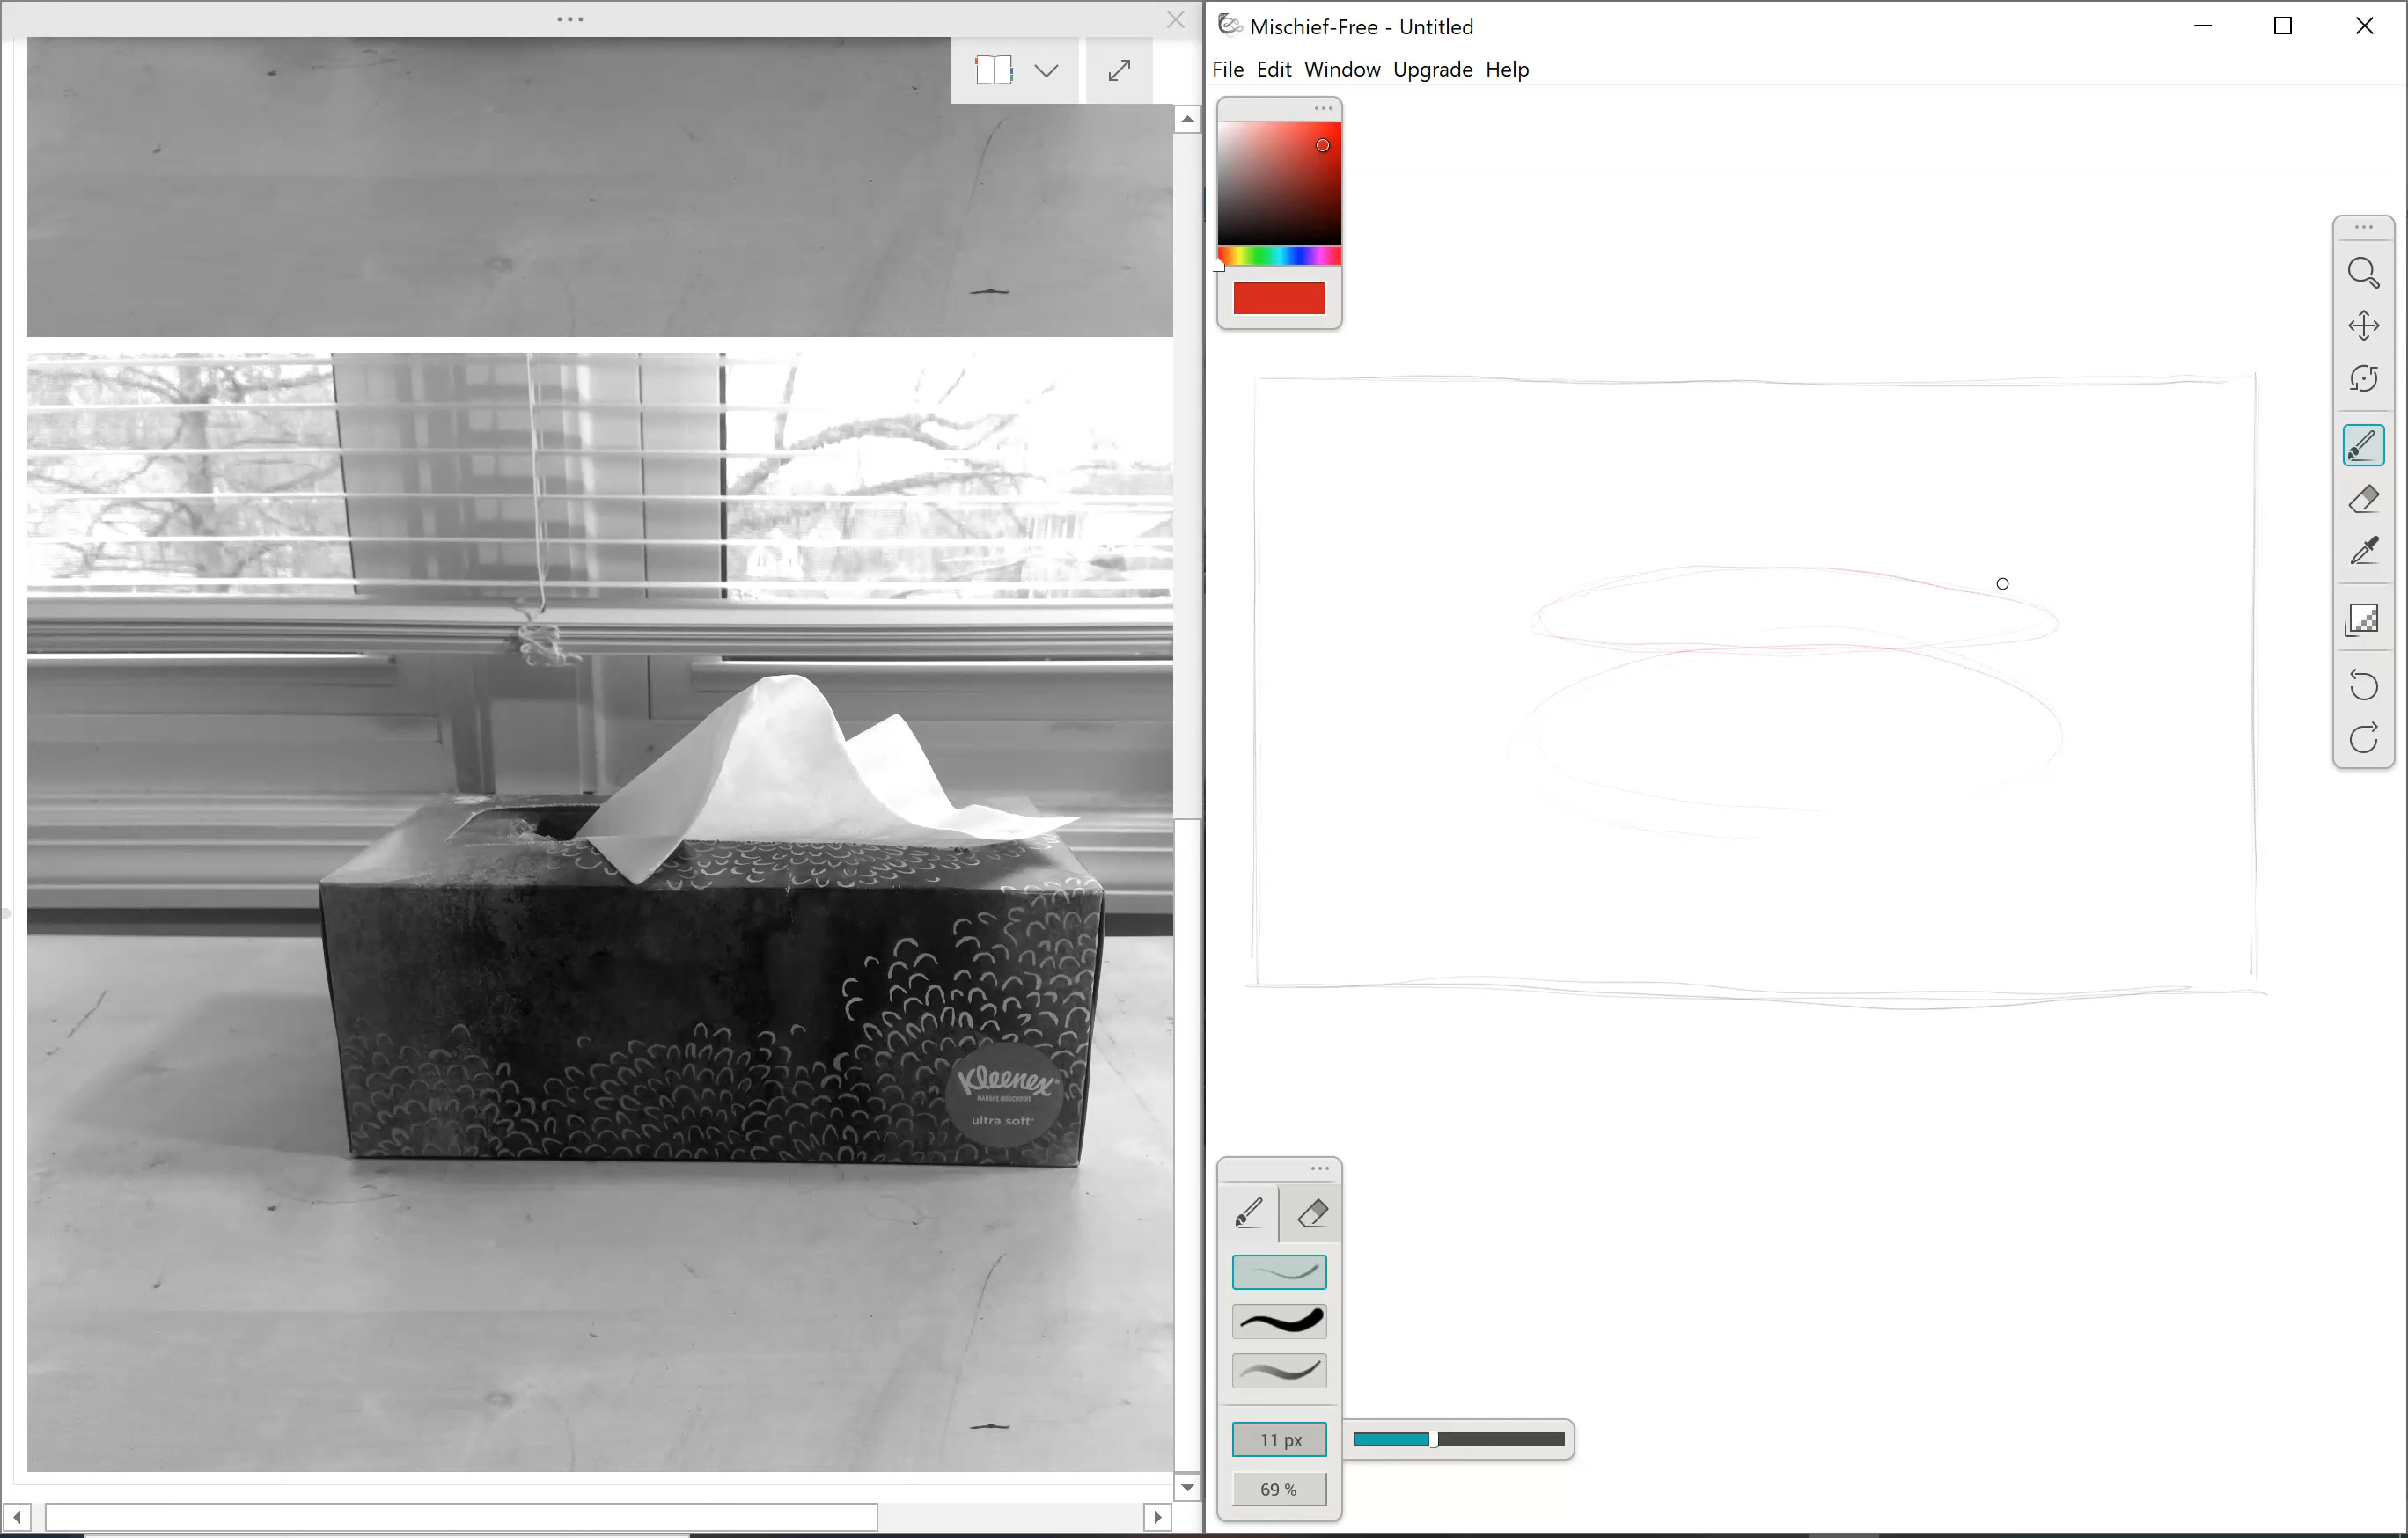 Mischief-Free - Untitled
File Edit Window Upgrade Help
Kleenex
ultra soft
11 px
69 %